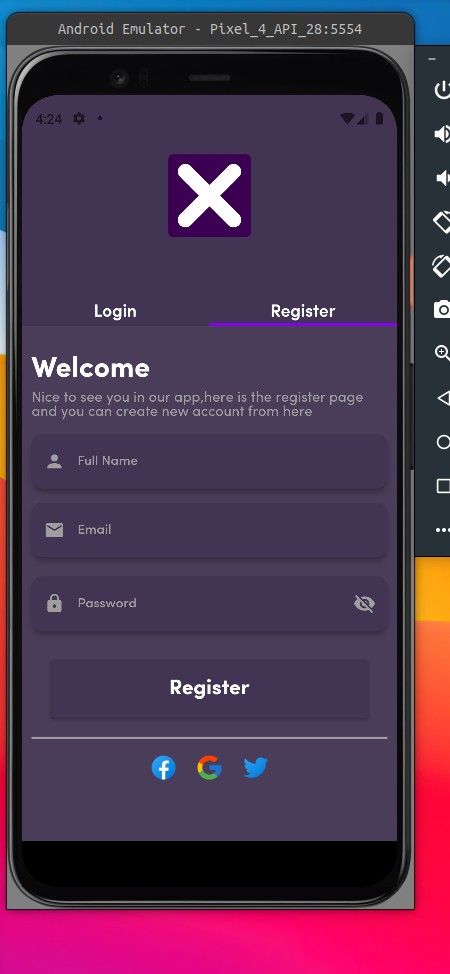 Android Emulator - Pixel_4_API_28:5554
4:24
Login
Register
Welcome
Nice to see you in our app,here is the register page
and you can create new account from here
Full Name
Email
Password
Register